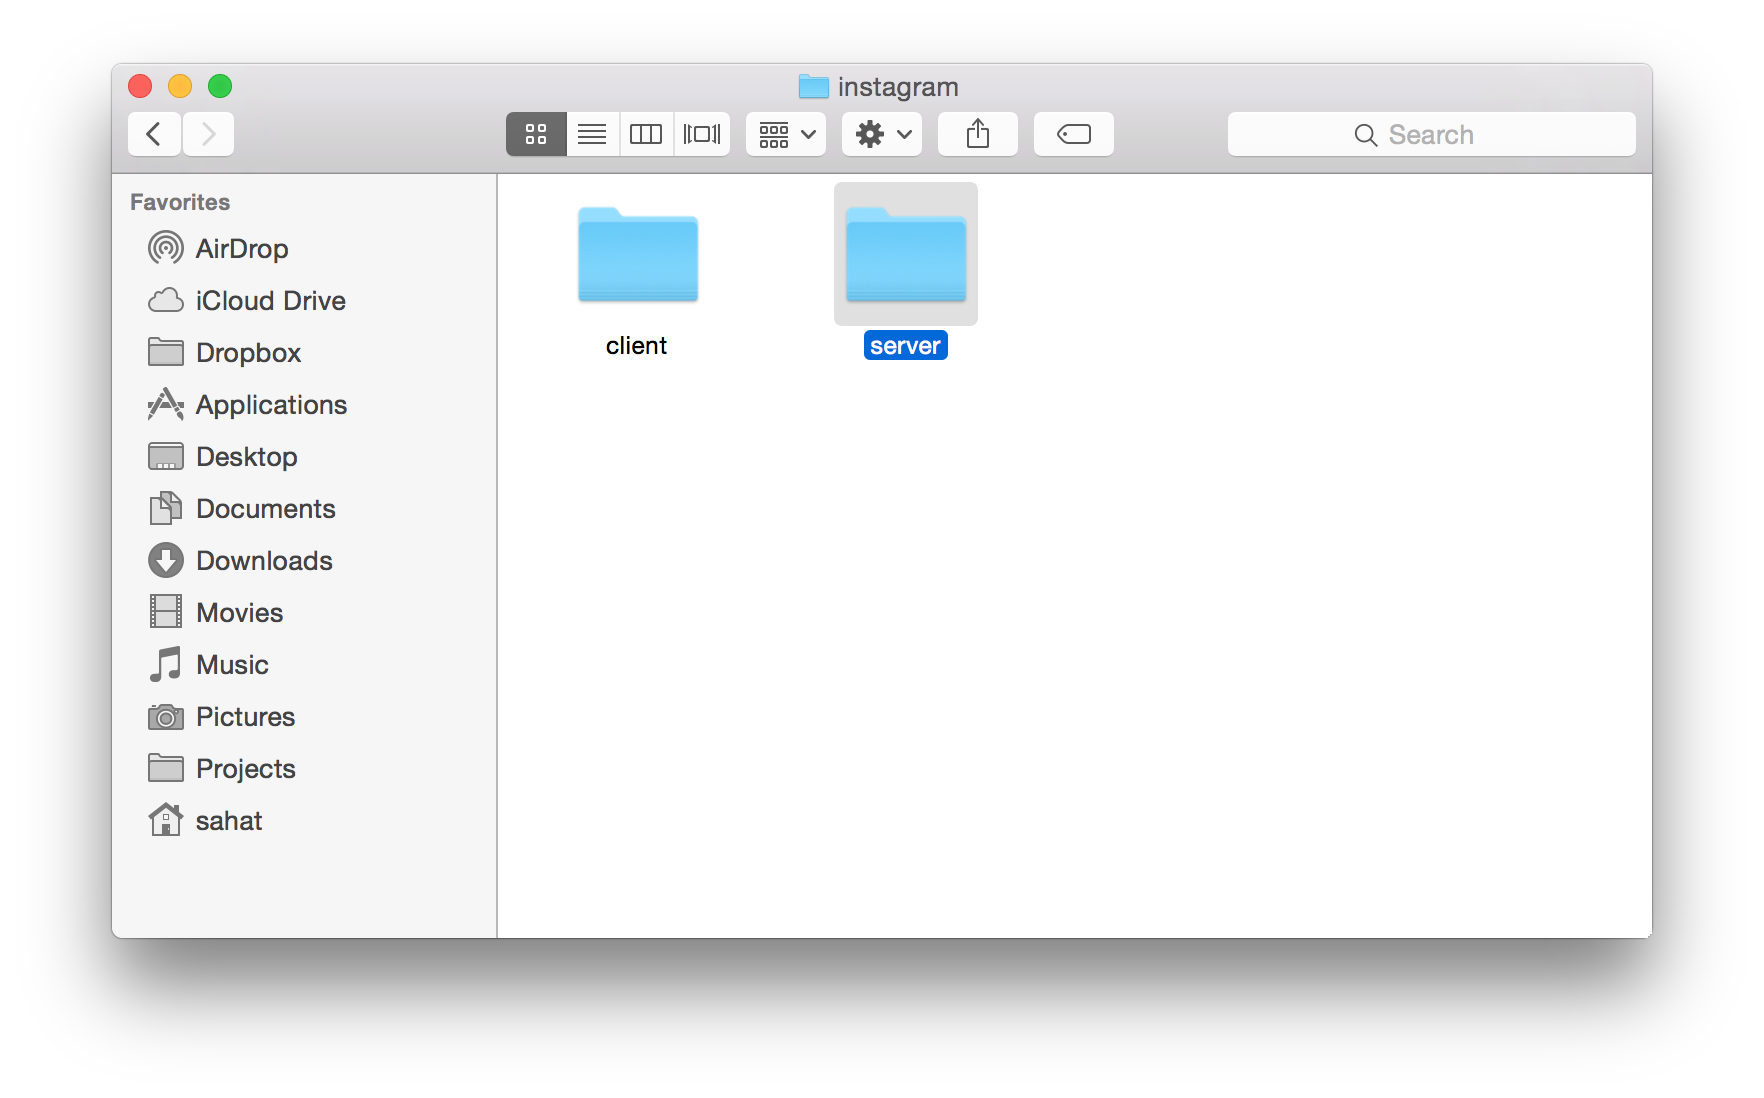 instagram
Search
Favorites
AirDrop
iCloud Drive
Dropbox
Applications
Desktop
Documents
Downloads
Movies
Music
Pictures
Projects
sahat
client
server